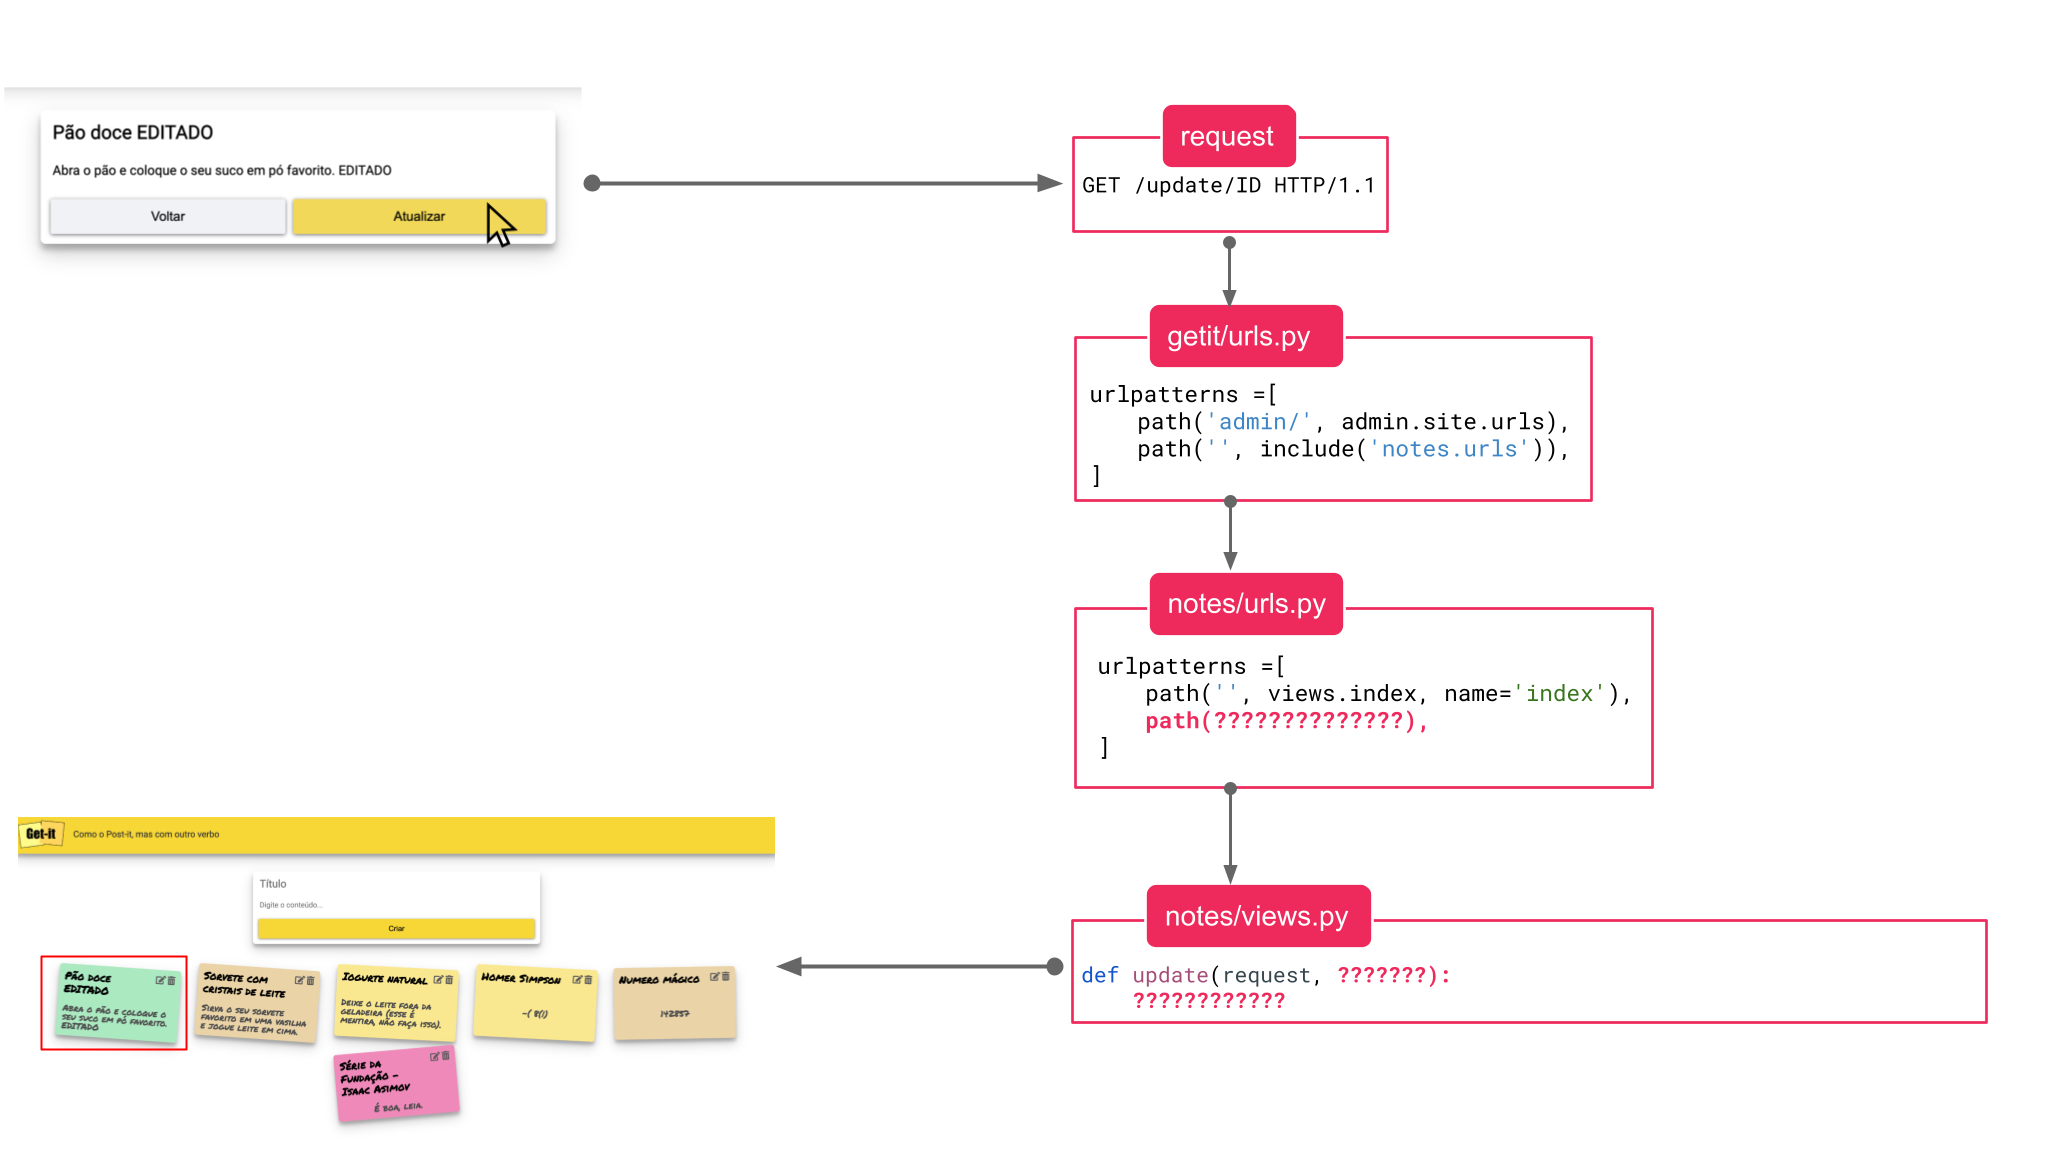 Pão doce EDITADO
Abra o pão e coloque o seu suco em pó favorito. EDITADO
Voltar
Atualizar
request
GET /update/ID HTTP/1.1
getit/urls.py
urlpatterns =[
path('admin/', admin.site.urls),
path('', include('notes.urls')),
]
notes/urls.py
urlpatterns =[
path('', views.index, name='index'),
path(??????????????),
]
notes/views.py
def update(request, ???????):
????????????
Get-it
Como o Post-it, mas com outro verbo
Título
Digite o conteúdo...
Criar
Pão doce
EDITADO
Abra o pão e coloque o
seu suco em pó favorito.
EDITADO
Sorvete com
cristais de leite
Sirva o seu sorvete
favorito em uma vasilha
e jogue leite em cima.
Iogurte natural
Deixe o leite fora da
geladeira (esse é
mentira, não faça isso).
Homer Simpson
~( 8(|)
Numero mágico
142857
Série da
Fundação -
Isaac Asimov
É boa, leia.